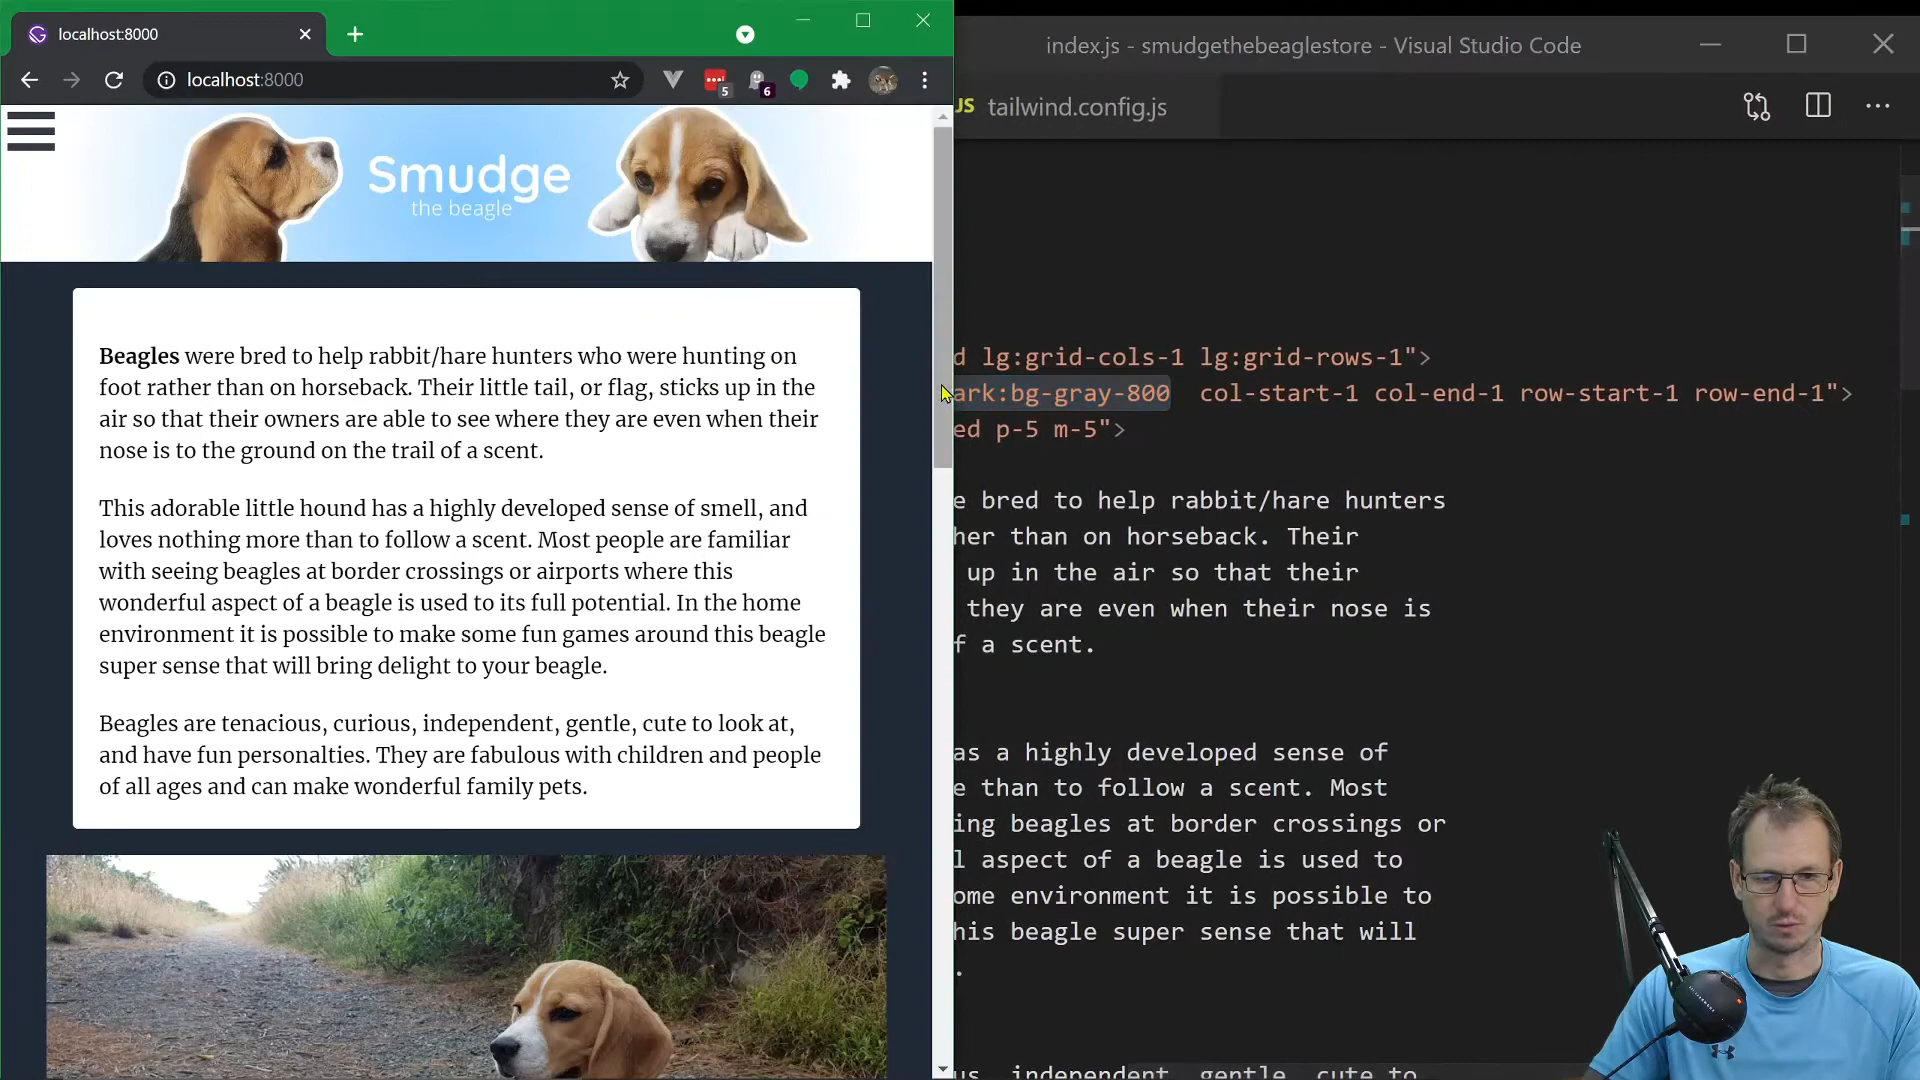 localhost:8000
localhost:8000
5
6
Smudge
the beagle
Beagles were bred to help rabbit/hare hunters who were hunting on
foot rather than on horseback. Their little tail, or flag, sticks up in the
air so that their owners are able to see where they are even when their
nose is to the ground on the trail of a scent.
This adorable little hound has a highly developed sense of smell, and
loves nothing more than to follow a scent. Most people are familiar
with seeing beagles at border crossings or airports where this
wonderful aspect of a beagle is used to its full potential. In the home
environment it is possible to make some fun games around this beagle
super sense that will bring delight to your beagle.
Beagles are tenacious, curious, independent, gentle, cute to look at,
and have fun personalties. They are fabulous with children and people
of all ages and can make wonderful family pets.
index.js - smudgethebeaglestore - Visual Studio Code
JS tailwind.config.js
d lg:grid-cols-1 lg:grid-rows-1">
ark:bg-gray-800 col-start-1 col-end-1 row-start-1 row-end-1">
ed p-5 m-5">
e bred to help rabbit/hare hunters
her than on horseback. Their
up in the air so that their
they are even when their nose is
f a scent.
as a highly developed sense of
e than to follow a scent. Most
ing beagles at border crossings or
l aspect of a beagle is used to
ome environment it is possible to
his beagle super sense that will
.
us, independent, gentle, cute to